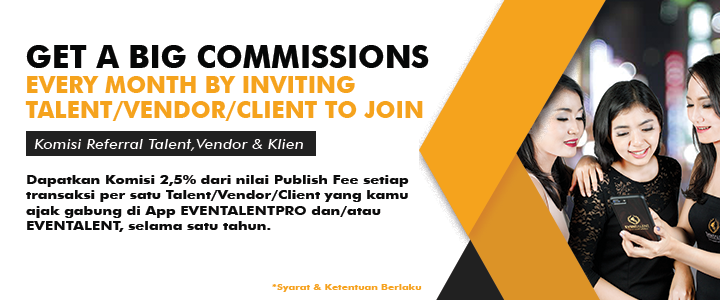 GET A BIG COMMISSIONS
EVERY MONTH BY INVITING
TALENT/VENDOR/CLIENT TO JOIN
Komisi Referral Talent,Vendor & Klien
Dapatkan Komisi 2,5% dari nilai Publish Fee setiap
transaksi per satu Talent/Vendor/Client yang kamu
ajak gabung di App EVENTALENTPRO dan/atau
EVENTALENT, selama satu tahun.
*Syarat & Ketentuan Berlaku